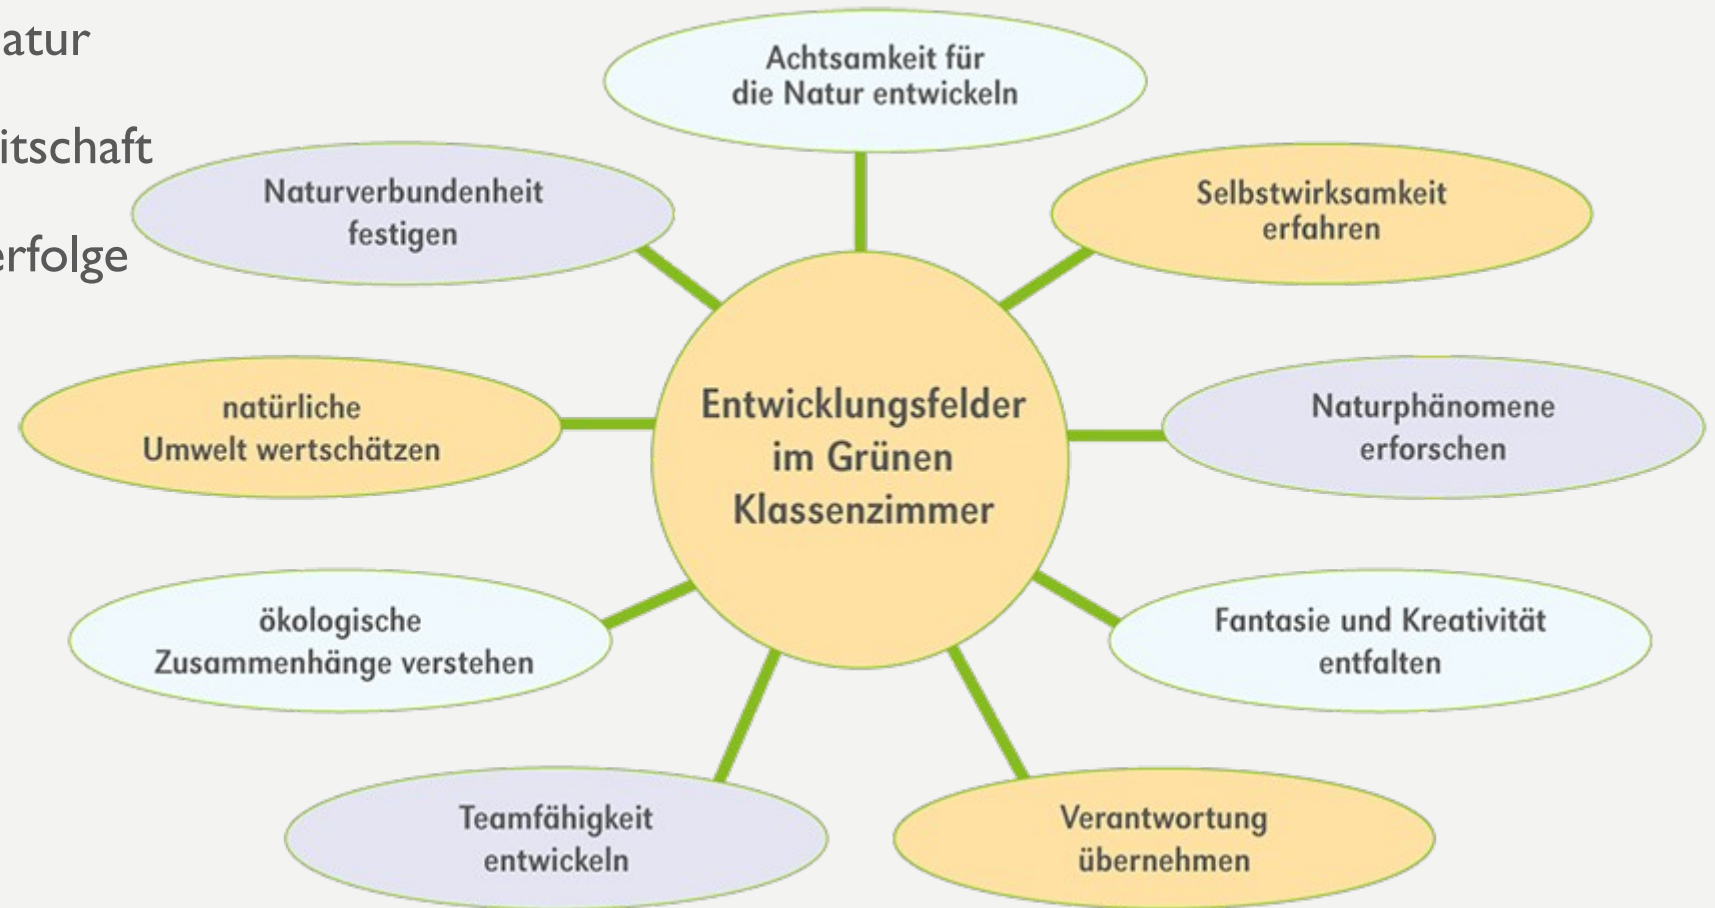 atur
itschaft
erfolge
Achtsamkeit für
die Natur entwickeln
Selbstwirksamkeit
erfahren
Naturphänomene
erforschen
Fantasie und Kreativität
entfalten
Verantwortung
übernehmen
Teamfähigkeit
entwickeln
ökologische
Zusammenhänge verstehen
natürliche
Umwelt wertschätzen
Naturverbundenheit
festigen
Entwicklungsfelder
im Grünen
Klassenzimmer